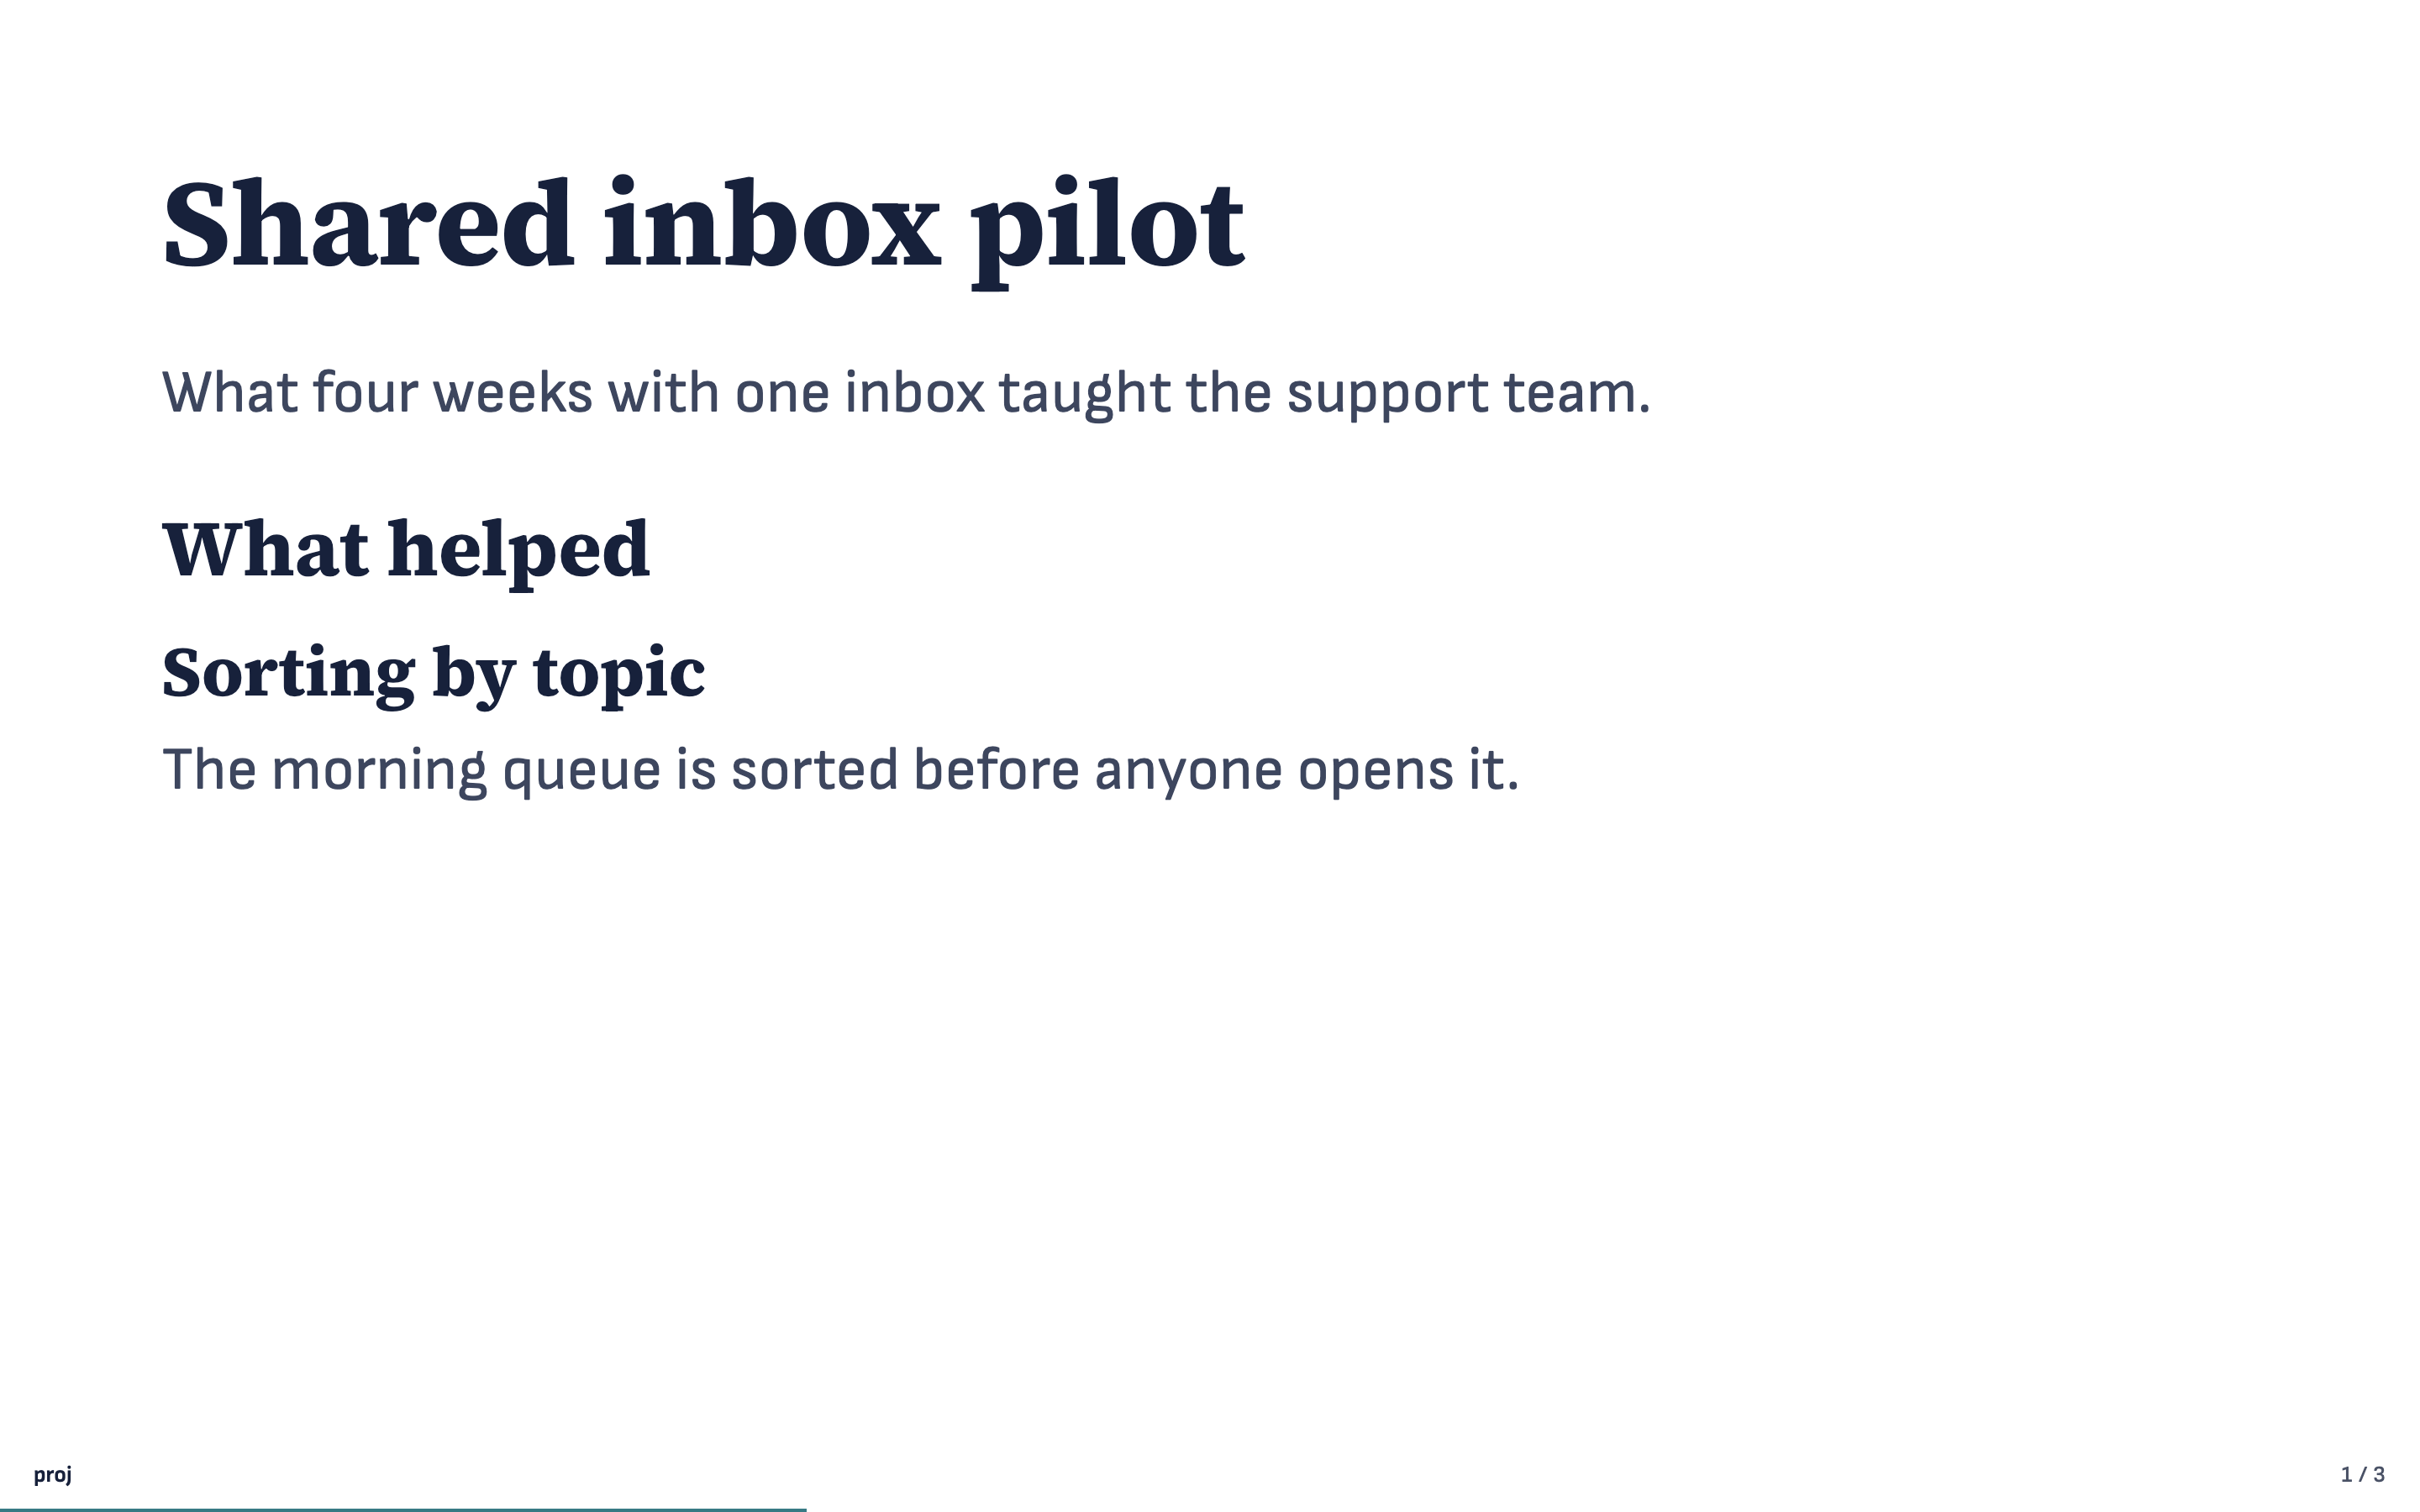 Shared inbox pilot
What four weeks with one inbox taught the support team.
What helped
Sorting by topic
The morning queue is sorted before anyone opens it.
proj
1 / 3